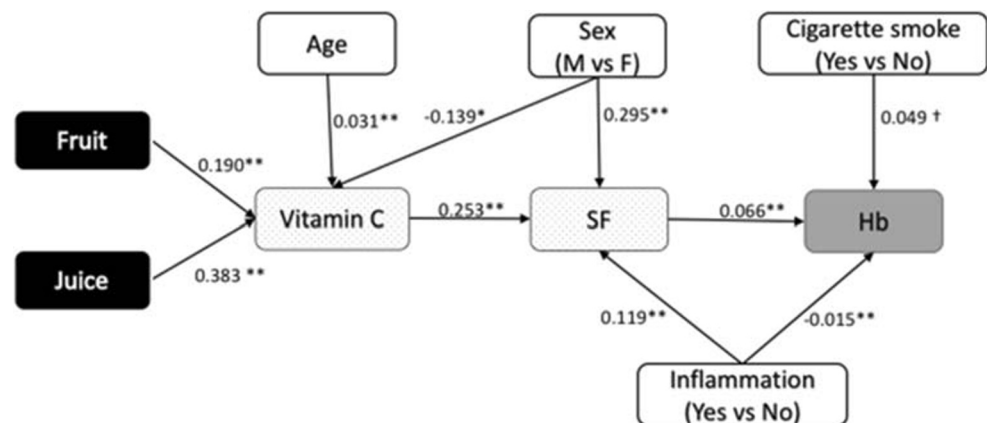 Age
Sex
(M vs F)
Cigarette smoke
(Yes vs No)
Fruit
0.031**
-0.139*
0.295**
0.049 †
0.190**
Vitamin C
0.253**
SF
0.066**
Hb
Juice
0.383 **
0.119**
-0.015**
Inflammation
(Yes vs No)